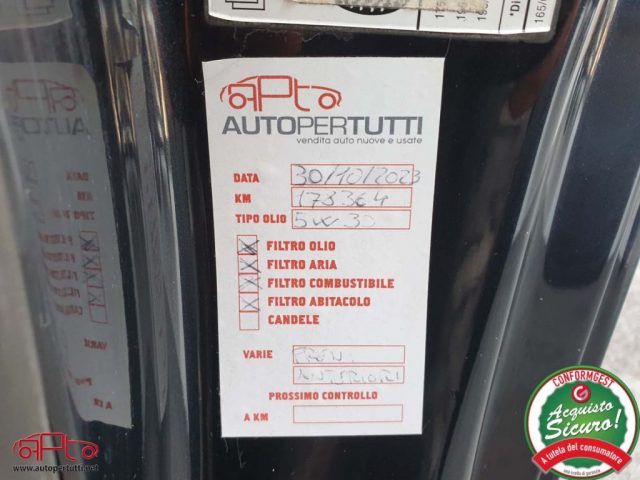 APto
AUTOPERTUTTI
vendita auto nuove e usate
DATA 30/10/2023
KM 173364
TIPO OLIO 5w30
FILTRO OLIO
FILTRO ARIA
FILTRO COMBUSTIBILE
FILTRO ABITACOLO
CANDELE
VARIE FRENI
ANTERIORI
PROSSIMO CONTROLLO
A KM
CONFORMGEST
Acquisto
Sicuro!
A tutela del consumatore
www.autopertutti.net